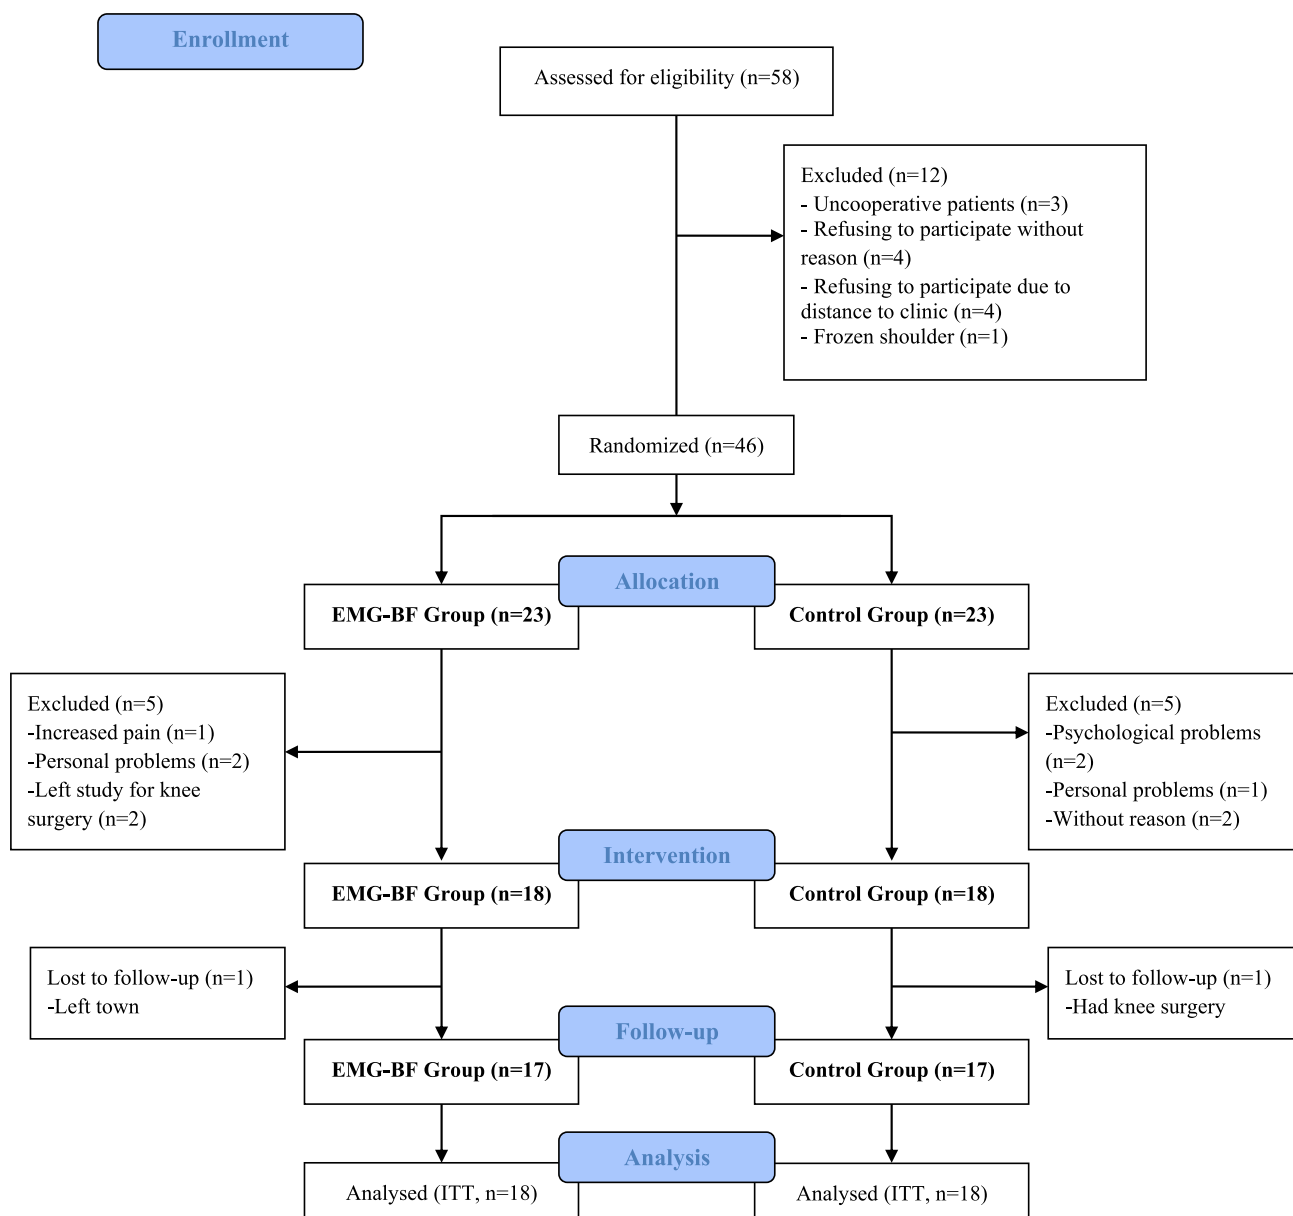 Enrollment
Assessed for eligibility (n=58)
Excluded (n=12)
- Uncooperative patients (n=3)
- Refusing to participate without
reason (n=4)
- Refusing to participate due to
distance to clinic (n=4)
- Frozen shoulder (n=1)
Randomized (n=46)
Allocation
EMG-BF Group (n=23)
Control Group (n=23)
Excluded (n=5)
-Increased pain (n=1)
-Personal problems (n=2)
-Left study for knee
surgery (n=2)
Excluded (n=5)
-Psychological problems
(n=2)
-Personal problems (n=1)
-Without reason (n=2)
Intervention
EMG-BF Group (n=18)
Control Group (n=18)
Lost to follow-up (n=1)
-Left town
Lost to follow-up (n=1)
-Had knee surgery
Follow-up
EMG-BF Group (n=17)
Control Group (n=17)
Analysis
Analysed (ITT, n=18)
Analysed (ITT, n=18)